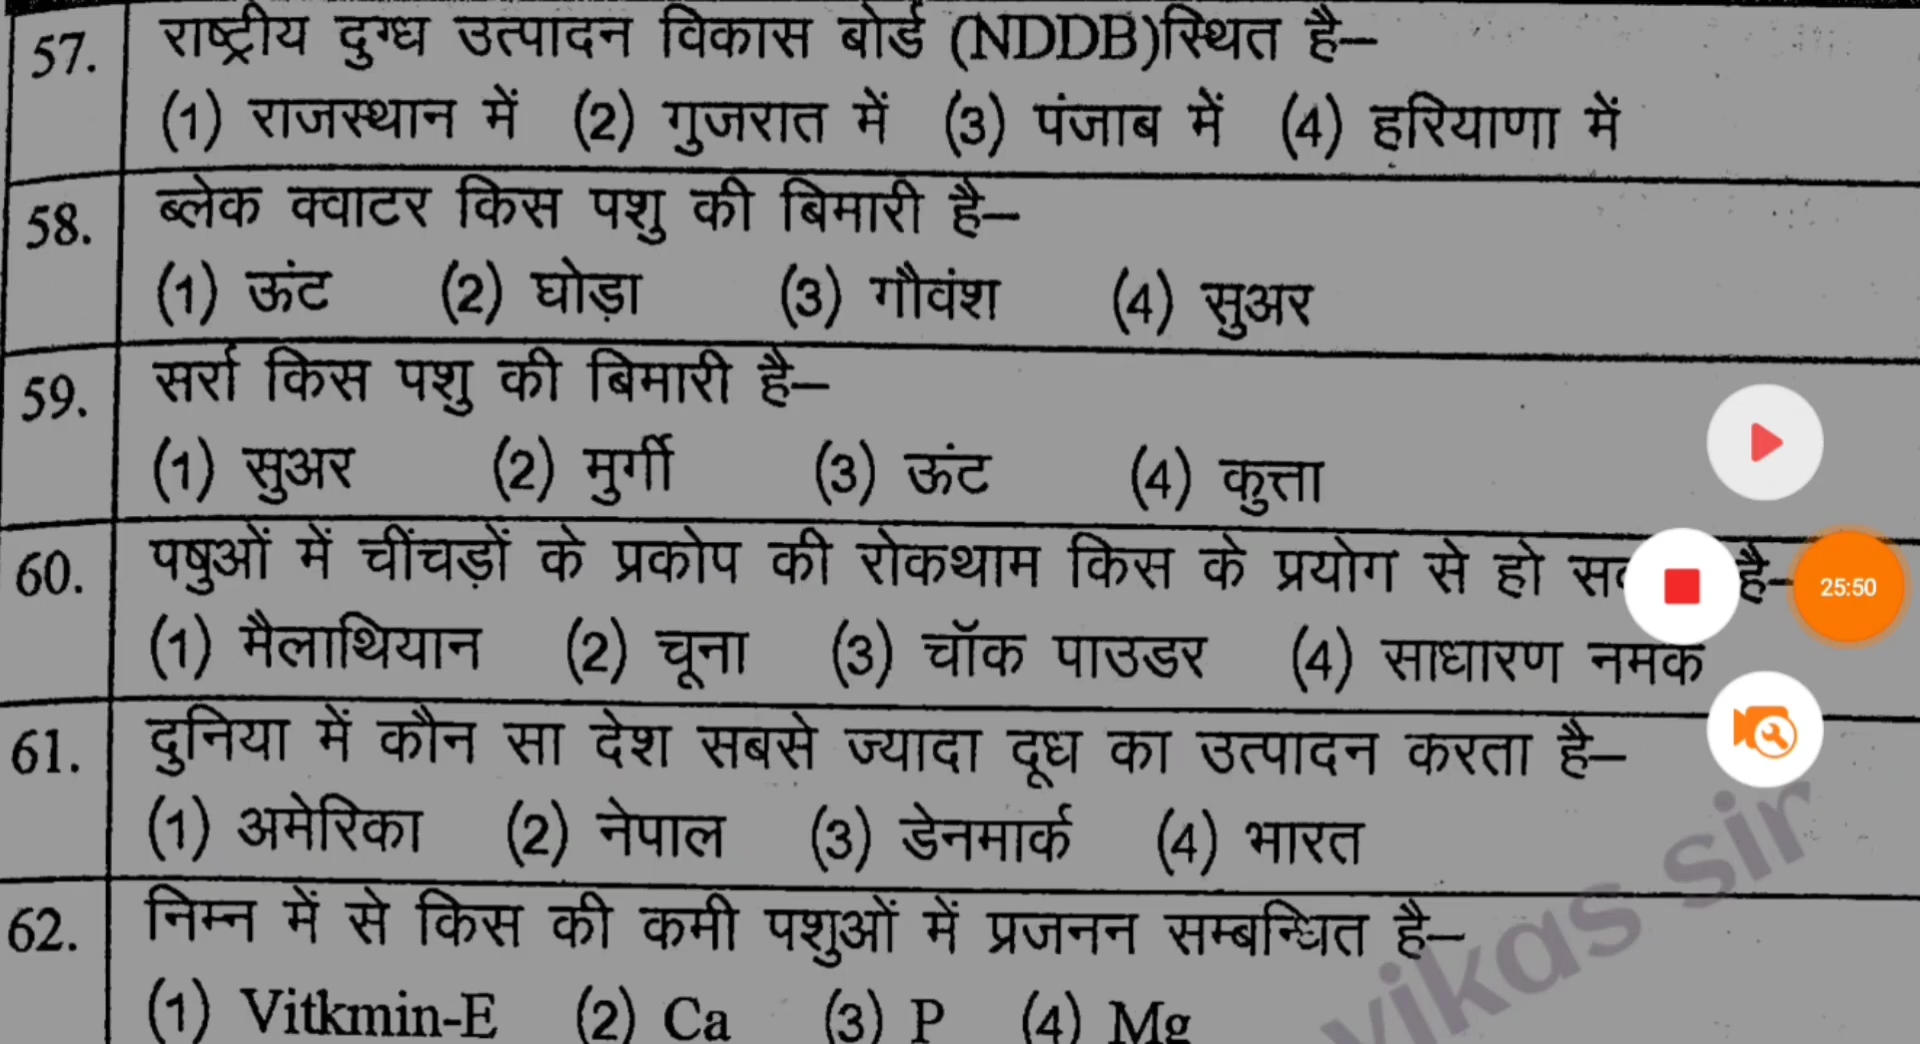 57. राष्ट्रीय दुग्ध उत्पादन विकास बोर्ड (NDDB)स्थित है–
(1) राजस्थान में (2) गुजरात में (3) पंजाब में (4) हरियाणा में
58. ब्लेक क्वाटर किस पशु की बिमारी है–
(1) ऊंट (2) घोड़ा (3) गौवंश (4) सुअर
59. सर्रा किस पशु की बिमारी है–
(1) सुअर (2) मुर्गी (3) ऊंट (4) कुत्ता
60. पषुओं में चींचड़ों के प्रकोप की रोकथाम किस के प्रयोग से हो है–
25:50
(1) मैलाथियान (2) चूना (3) चॉक पाउडर (4) साधारण नमक
61. दुनिया में कौन सा देश सबसे ज्यादा दूध का उत्पादन करता है–
(1) अमेरिका (2) नेपाल (3) डेनमार्क (4) भारत
62. निम्न में से किस की कमी पशुओं में प्रजनन सम्बन्धित है–
(1) Vitkmin-E (2) Ca (3) P (4) Mg
vikas sir